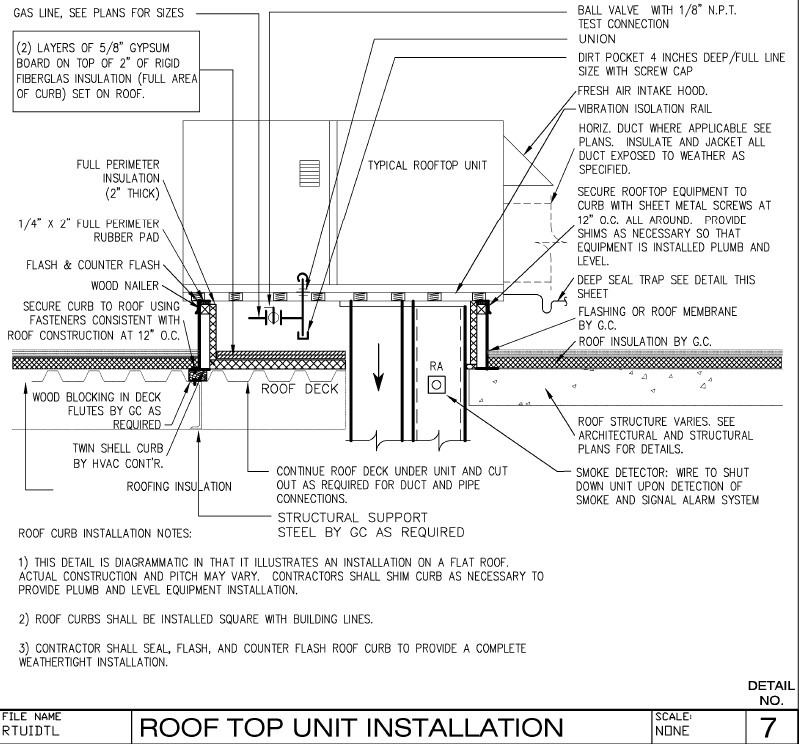 GAS LINE, SEE PLANS FOR SIZES
(2) LAYERS OF 5/8" GYPSUM
BOARD ON TOP OF 2" OF RIGID
FIBERGLAS INSULATION (FULL AREA
OF CURB) SET ON ROOF.
FULL PERIMETER
INSULATION
(2" THICK)
1/4" X 2" FULL PERIMETER
RUBBER PAD
FLASH & COUNTER FLASH
WOOD NAILER
SECURE CURB TO ROOF USING
FASTENERS CONSISTENT WITH
ROOF CONSTRUCTION AT 12" O.C.
WOOD BLOCKING IN DECK
FLUTES BY GC AS
REQUIRED
TWIN SHELL CURB
BY HVAC CONT'R.
ROOFING INSULATION
TYPICAL ROOFTOP UNIT
ROOF DECK
RA
BALL VALVE WITH 1/8" N.P.T.
TEST CONNECTION
UNION
DIRT POCKET 4 INCHES DEEP/FULL LINE
SIZE WITH SCREW CAP
FRESH AIR INTAKE HOOD.
VIBRATION ISOLATION RAIL
HORIZ. DUCT WHERE APPLICABLE SEE
PLANS. INSULATE AND JACKET ALL
DUCT EXPOSED TO WEATHER AS
SPECIFIED.
SECURE ROOFTOP EQUIPMENT TO
CURB WITH SHEET METAL SCREWS AT
12" O.C. ALL AROUND. PROVIDE
SHIMS AS NECESSARY SO THAT
EQUIPMENT IS INSTALLED PLUMB AND
LEVEL.
DEEP SEAL TRAP SEE DETAIL THIS
SHEET
FLASHING OR ROOF MEMBRANE
BY G.C.
ROOF INSULATION BY G.C.
ROOF STRUCTURE VARIES. SEE
ARCHITECTURAL AND STRUCTURAL
PLANS FOR DETAILS.
SMOKE DETECTOR: WIRE TO SHUT
DOWN UNIT UPON DETECTION OF
SMOKE AND SIGNAL ALARM SYSTEM
CONTINUE ROOF DECK UNDER UNIT AND CUT
OUT AS REQUIRED FOR DUCT AND PIPE
CONNECTIONS.
STRUCTURAL SUPPORT
STEEL BY GC AS REQUIRED
ROOF CURB INSTALLATION NOTES:
1) THIS DETAIL IS DIAGRAMMATIC IN THAT IT ILLUSTRATES AN INSTALLATION ON A FLAT ROOF.
ACTUAL CONSTRUCTION AND PITCH MAY VARY. CONTRACTORS SHALL SHIM CURB AS NECESSARY TO
PROVIDE PLUMB AND LEVEL EQUIPMENT INSTALLATION.
2) ROOF CURBS SHALL BE INSTALLED SQUARE WITH BUILDING LINES.
3) CONTRACTOR SHALL SEAL, FLASH, AND COUNTER FLASH ROOF CURB TO PROVIDE A COMPLETE
WEATHERTIGHT INSTALLATION.
DETAIL
NO.
FILE NAME
RTUIDTL
ROOF TOP UNIT INSTALLATION
SCALE:
NONE
7